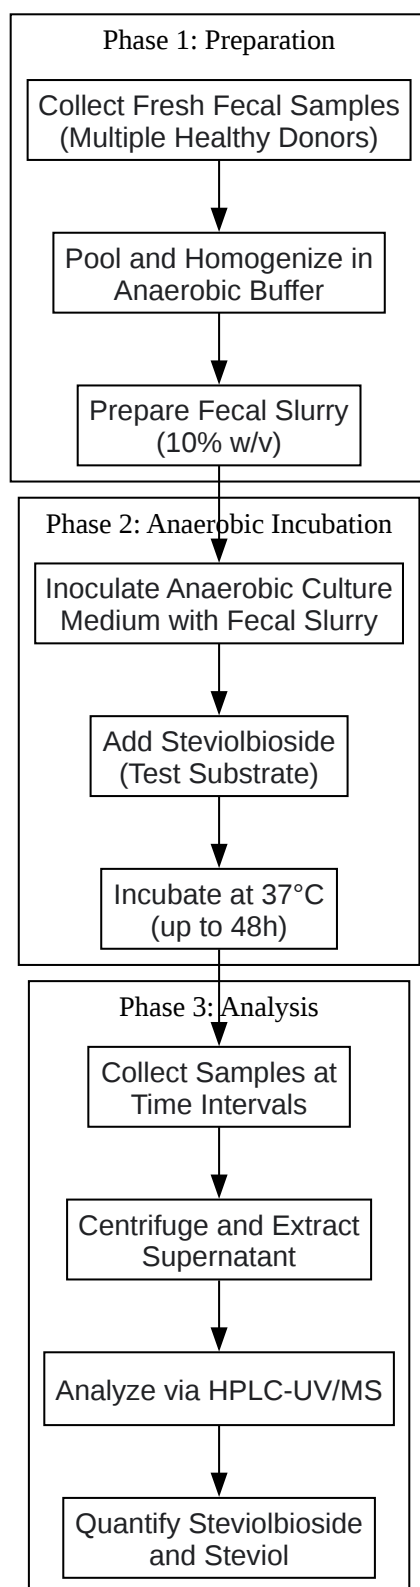 Phase 1: Preparation
Collect Fresh Fecal Samples
(Multiple Healthy Donors)
Pool and Homogenize in
Anaerobic Buffer
Prepare Fecal Slurry
(10% w/v)
Phase 2: Anaerobic Incubation
Inoculate Anaerobic Culture
Medium with Fecal Slurry
Add Steviolbioside
(Test Substrate)
Incubate at 37°C
(up to 48h)
Phase 3: Analysis
Collect Samples at
Time Intervals
Centrifuge and Extract
Supernatant
Analyze via HPLC-UV/MS
Quantify Steviolbioside
and Steviol